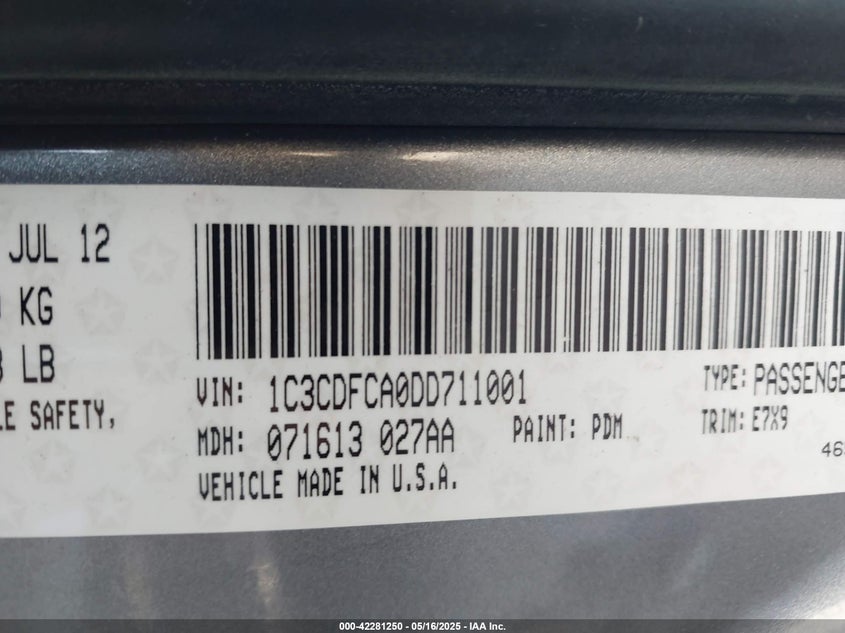 JUL 12
KG
LB
LE SAFETY,
VIN: 1C3CDFCA0DD711001
TYPE: PASSENGE
MDH: 071613 027AA
PAINT: PDM
TRIM: E7X9
VEHICLE MADE IN U.S.A.
000-42281250 - 05/16/2025 - IAA Inc.